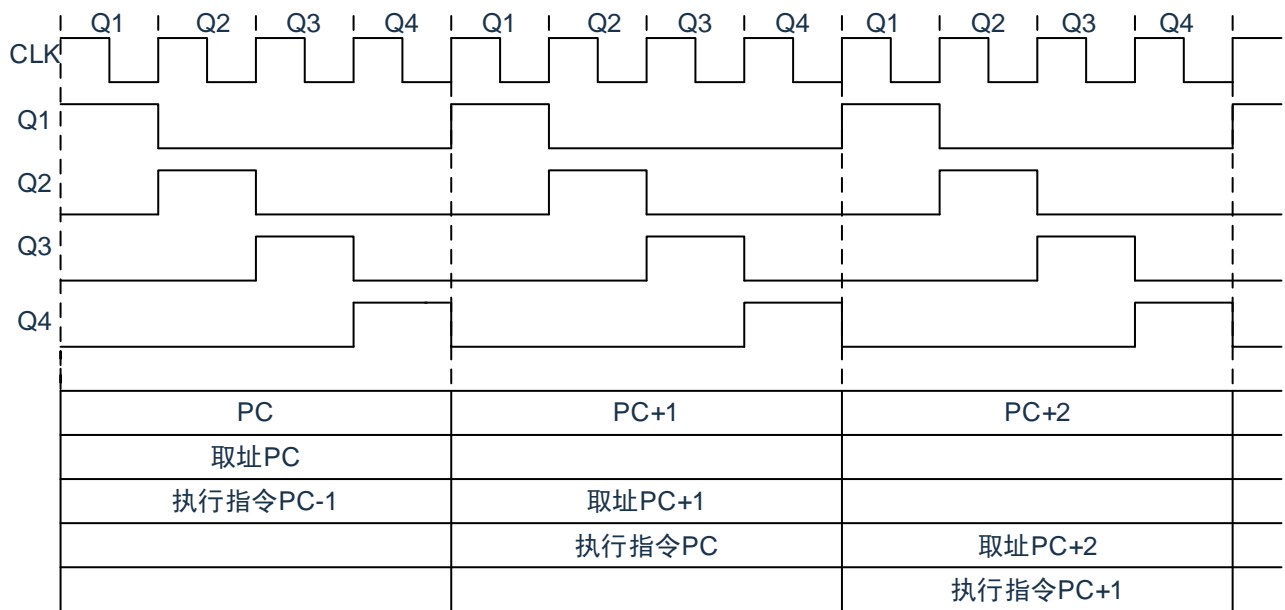 Q1 Q2 Q3 Q4 Q1 Q2 Q3 Q4 Q1 Q2 Q3 Q4
CLK
Q1
Q2
Q3
Q4
PC PC+1 PC+2
取址PC
执行指令PC-1 取址PC+1
执行指令PC 取址PC+2
执行指令PC+1